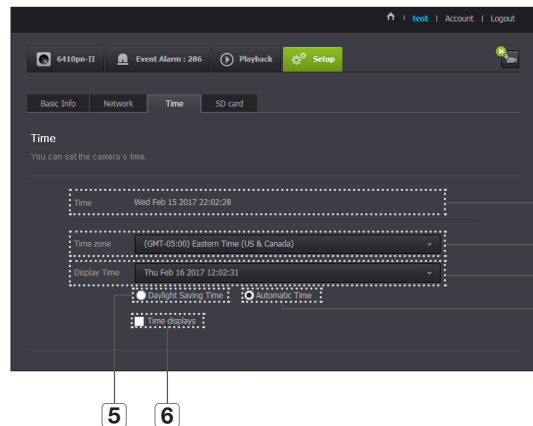 test | Account | Logout
6410pn-II Event Alarm : 286 Playback Setup N
Basic Info Network Time SD card
Time
You can set the camera's time.
Time Wed Feb 15 2017 22:02:28
Time zone (GMT-05:00) Eastern Time (US & Canada)
Display Time Thu Feb 16 2017 12:02:31
Daylight Saving Time Automatic Time
Time displays
5 6